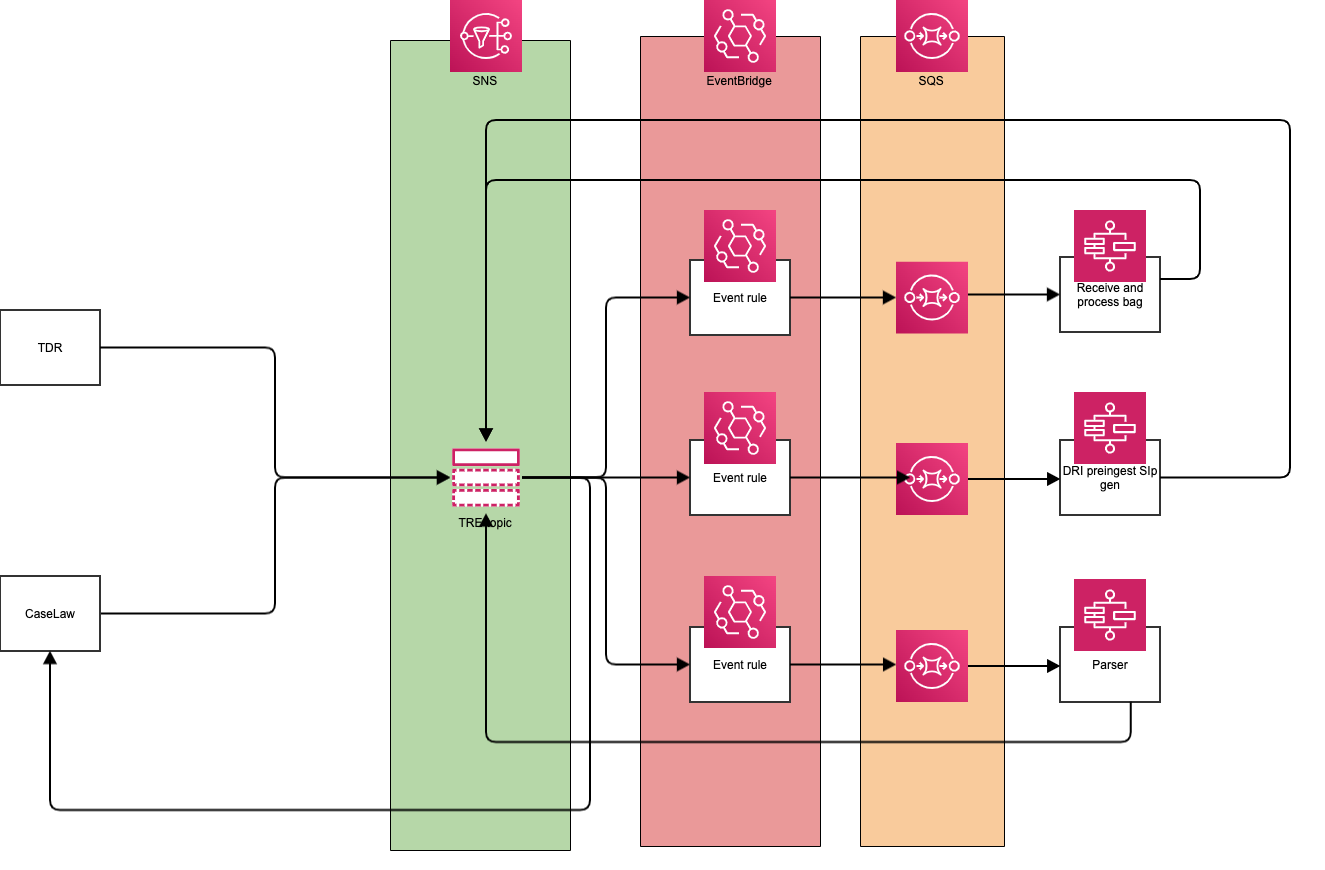 SNS
EventBridge
SQS
Event rule
Receive and
process bag
TDR
Event rule
DRI preingest SIp
gen
TRE topic
CaseLaw
Event rule
Parser